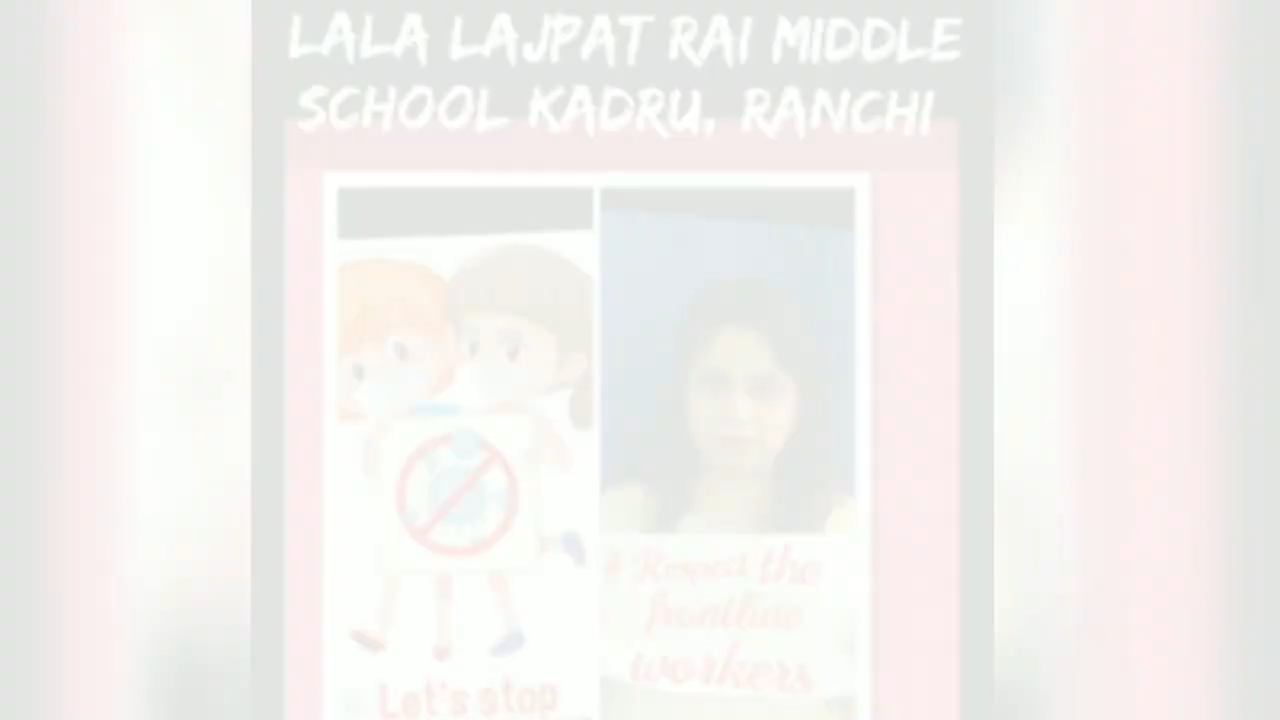 LALA LAJPAT RAI MIDDLE
SCHOOL KADRU, RANCHI
# Respect the
frontline
workers
Let's stop